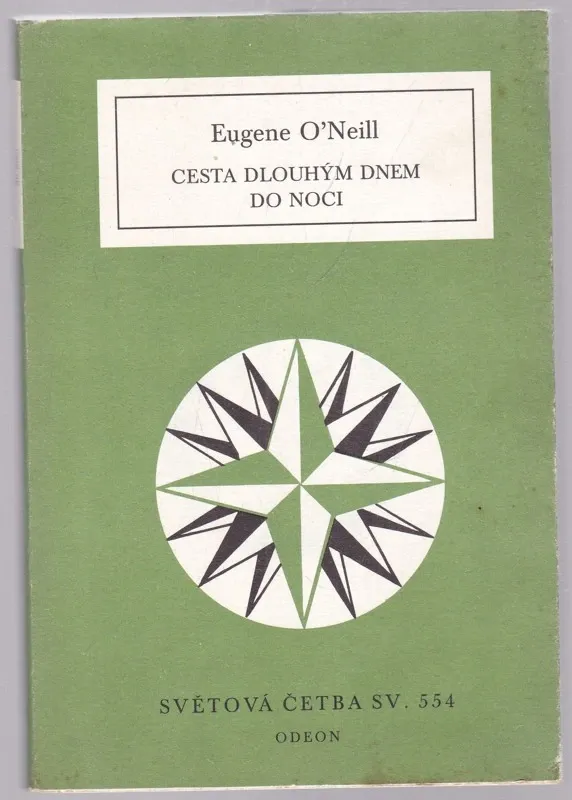 Eugene O’Neill
CESTA DLOUHÝM DNEM
DO NOCI
SVĚTOVÁ ČETBA SV. 554
ODEON